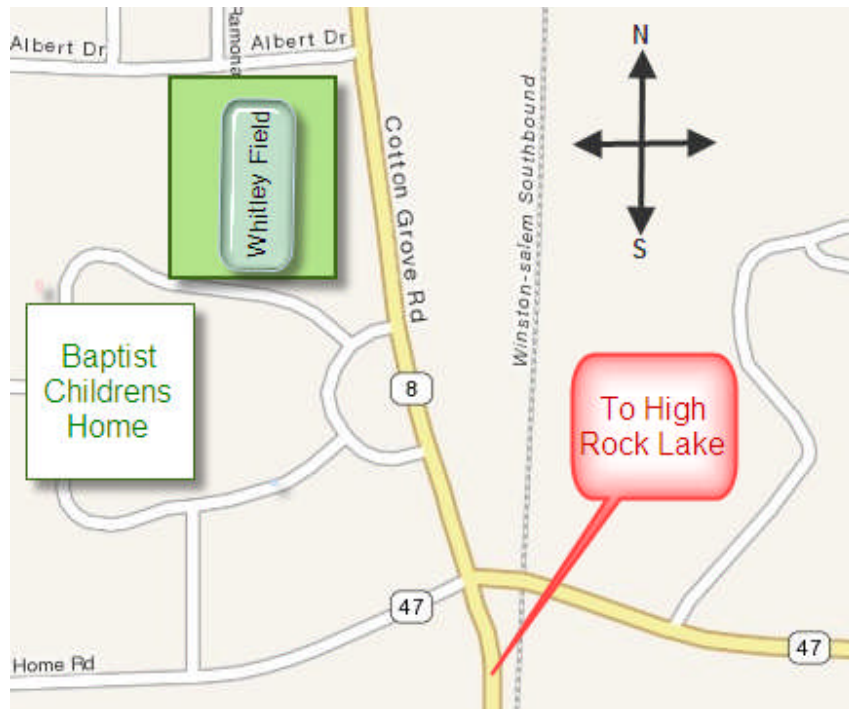 Albert Dr
Ramona
Albert Dr
N
S
Whitley Field
Cotton Grove Rd
Winston-salem Southbound
Baptist
Childrens
Home
8
To High
Rock Lake
47
47
Home Rd